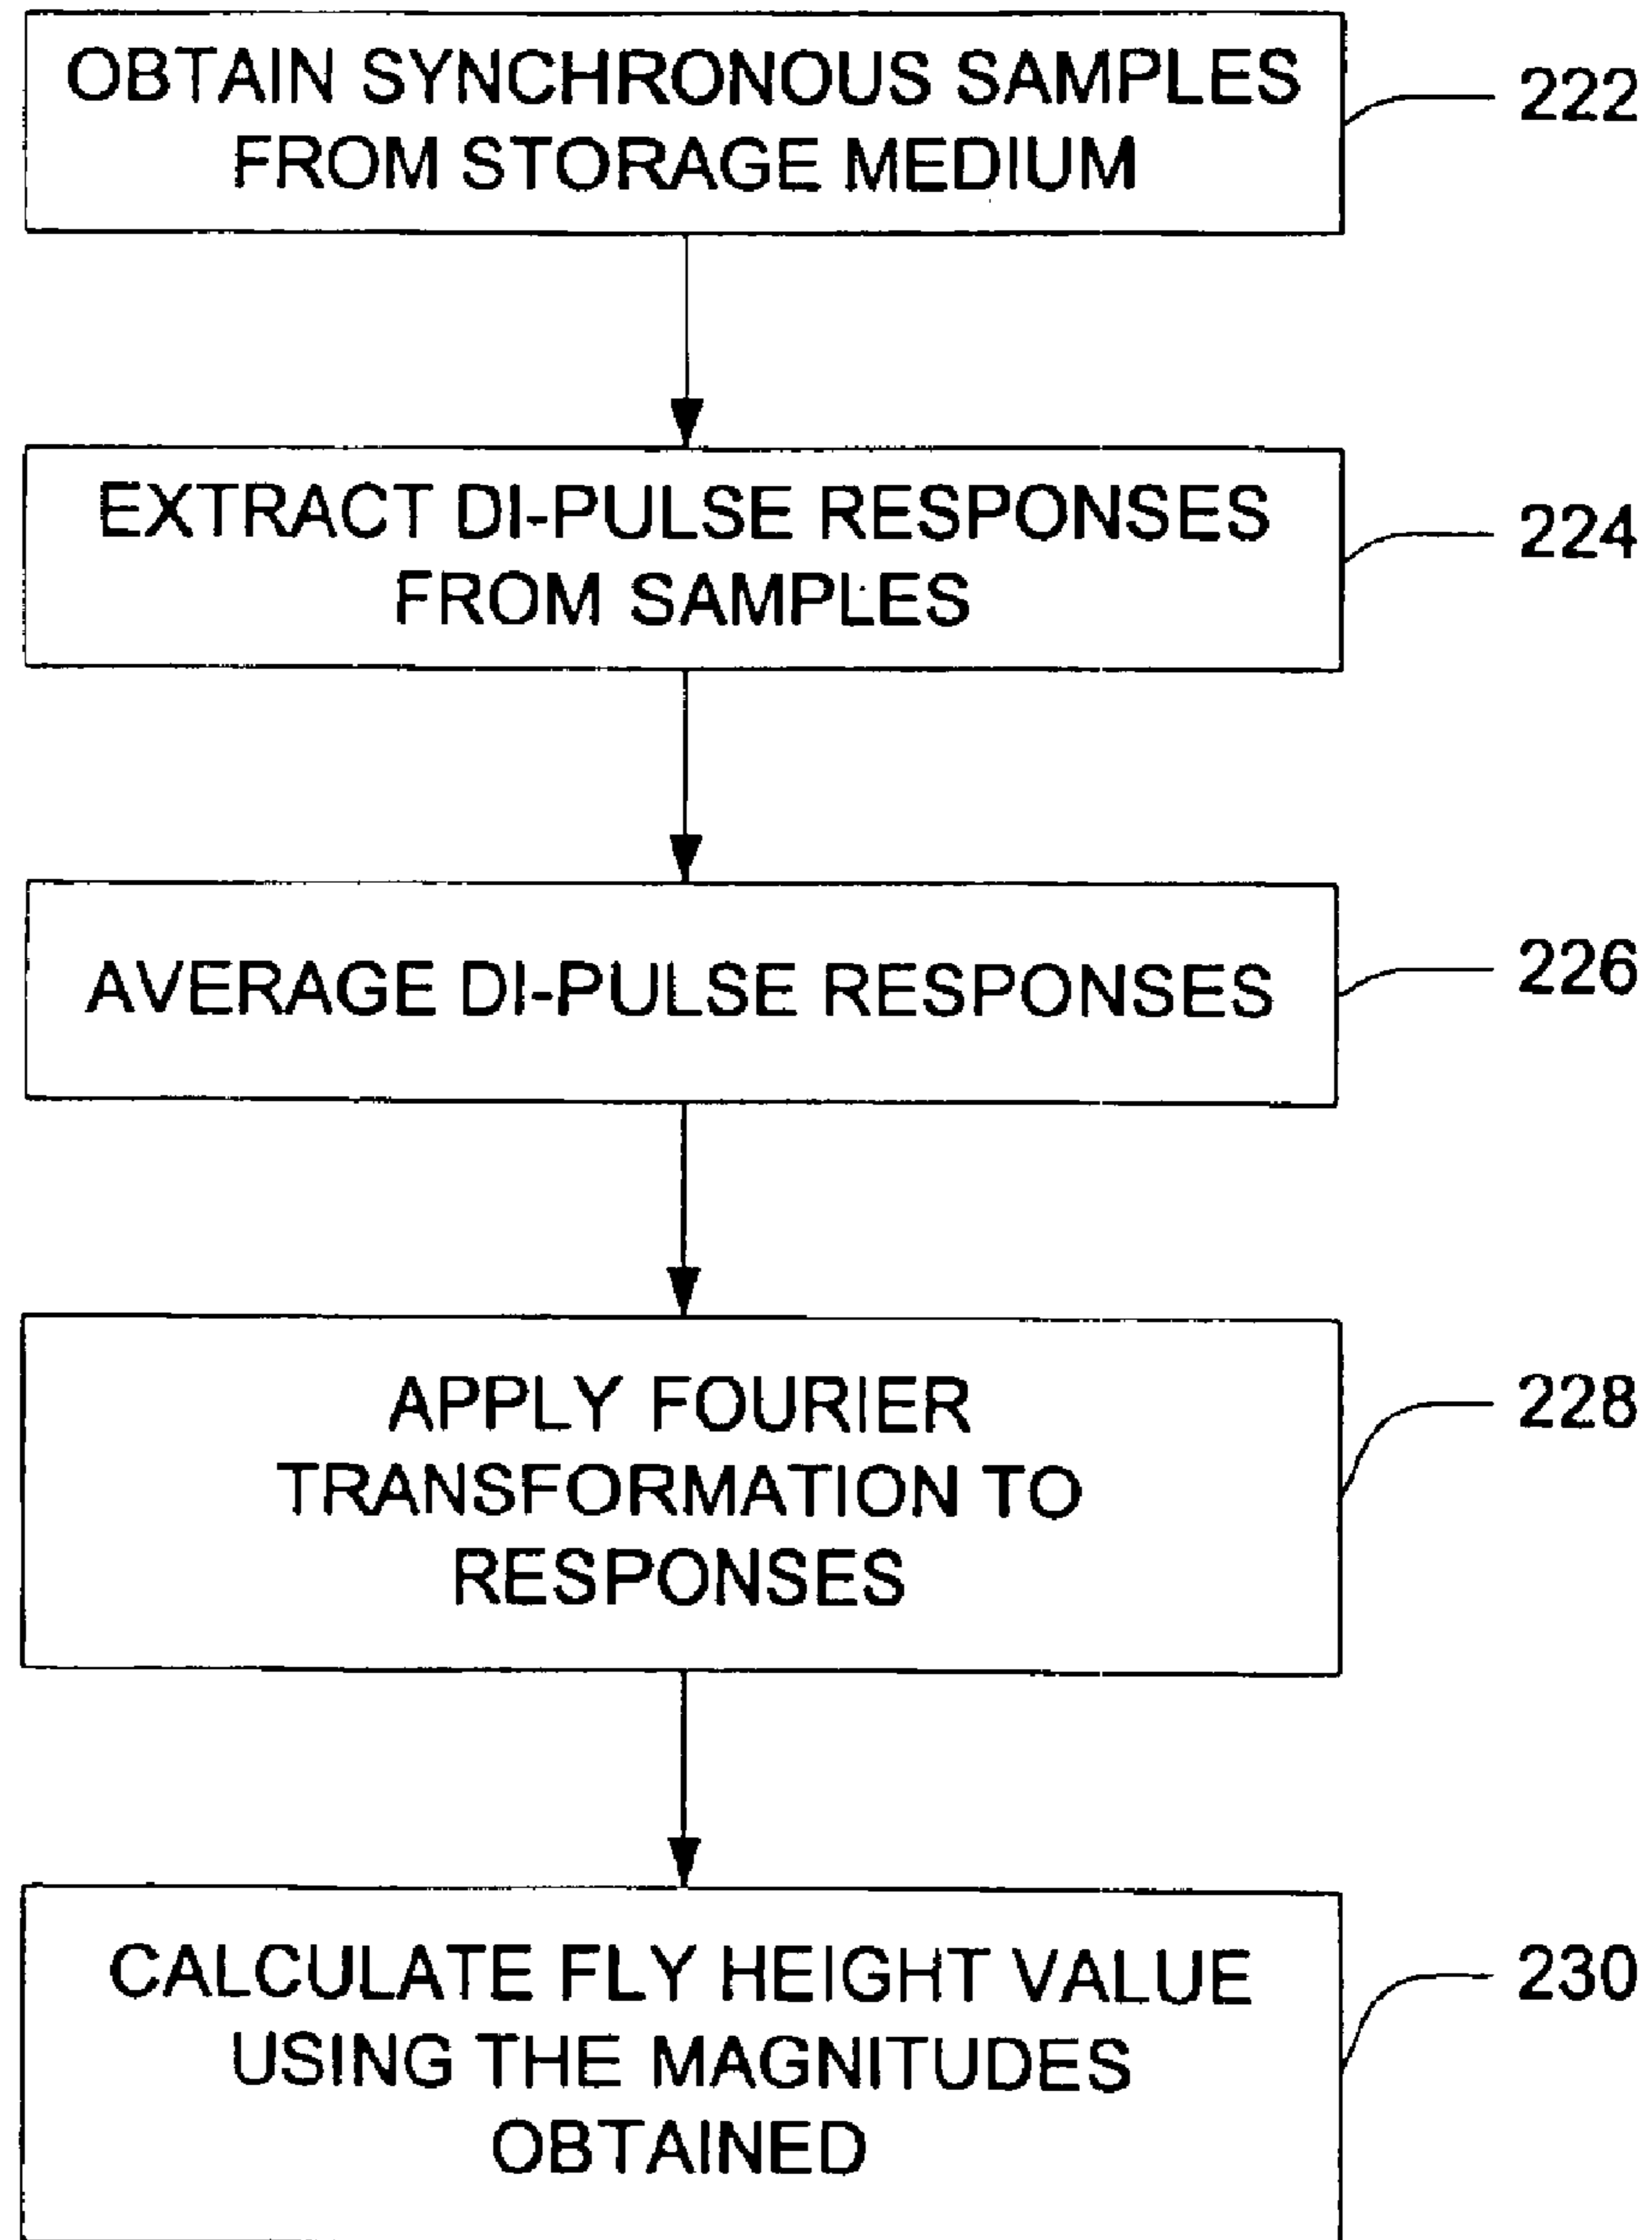 OBTAIN SYNCHRONOUS SAMPLES
FROM STORAGE MEDIUM
222
EXTRACT DI-PULSE RESPONSES
FROM SAMPLES
224
AVERAGE DI-PULSE RESPONSES
226
APPLY FOURIER
TRANSFORMATION TO
RESPONSES
228
CALCULATE FLY HEIGHT VALUE
USING THE MAGNITUDES
OBTAINED
230